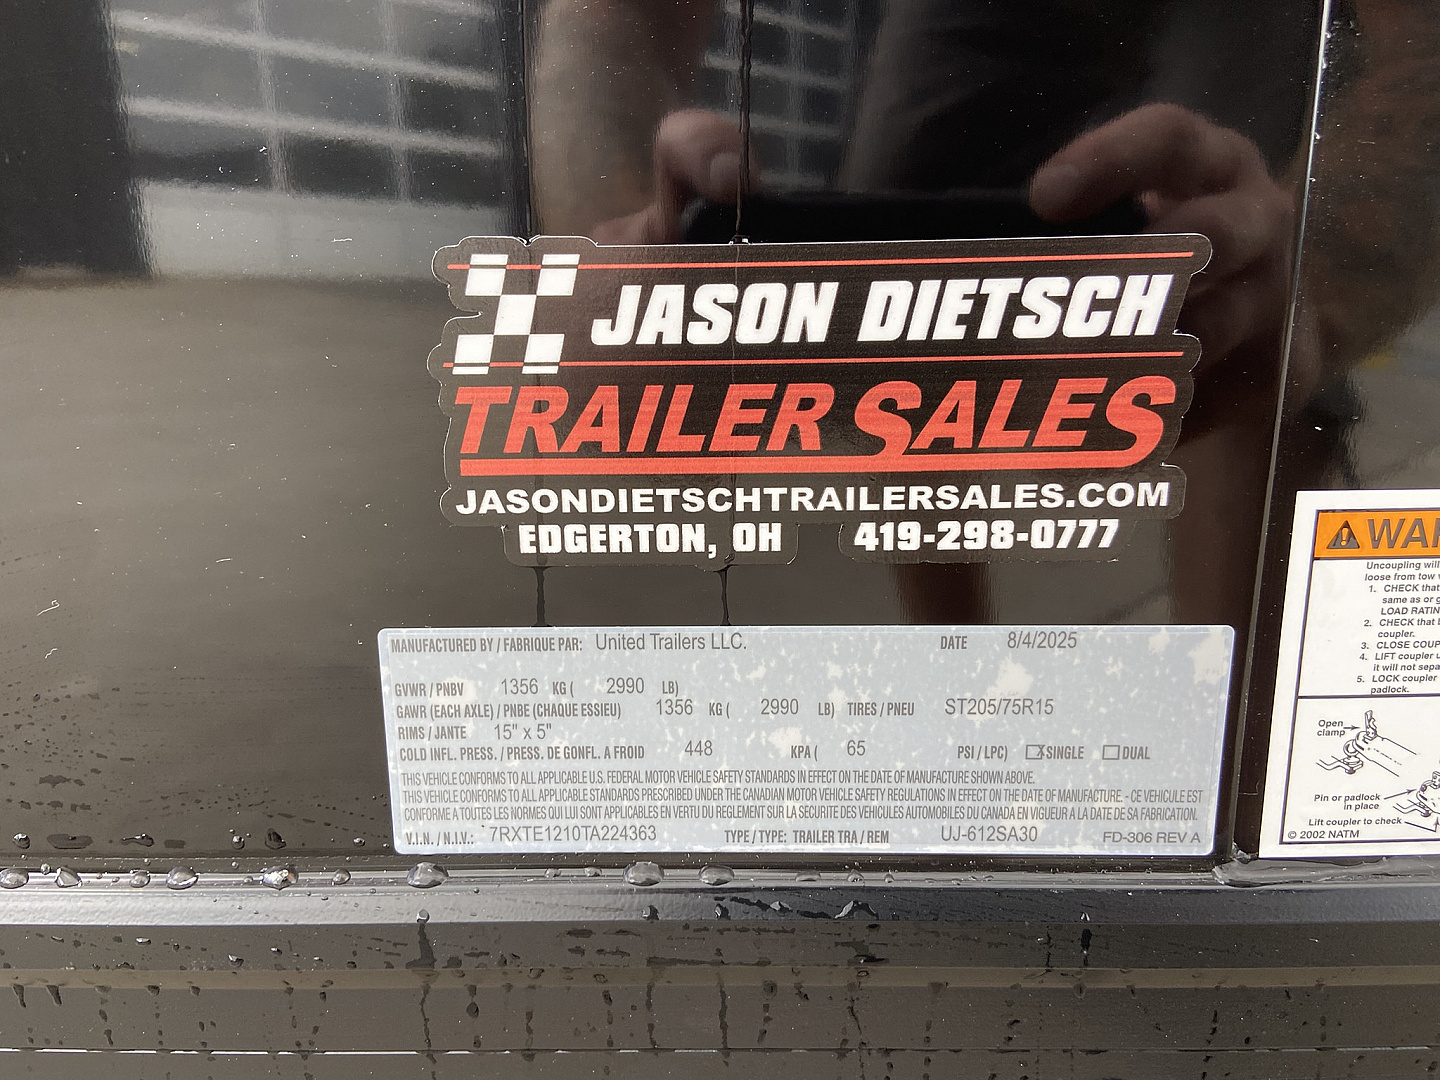 JASON DIETSCH
TRAILER SALES
JASONDIETSCHTRAILERSALES.COM
EDGERTON, OH 419-298-0777
MANUFACTURED BY / FABRIQUE PAR: United Trailers LLC. DATE 8/4/2025
GVWR / PNBV 1356 KG ( 2990 LB)
GAWR (EACH AXLE) / PNBE (CHAQUE ESSIEU) 1356 KG ( 2990 LB) TIRES / PNEU ST205/75R15
RIMS / JANTE 15" x 5"
COLD INFL. PRESS. / PRESS. DE GONFL. A FROID 448 KPA ( 65 PSI / LPC) X SINGLE DUAL
THIS VEHICLE CONFORMS TO ALL APPLICABLE U.S. FEDERAL MOTOR VEHICLE SAFETY STANDARDS IN EFFECT ON THE DATE OF MANUFACTURE SHOWN ABOVE.
THIS VEHICLE CONFORMS TO ALL APPLICABLE STANDARDS PRESCRIBED UNDER THE CANADIAN MOTOR VEHICLE SAFETY REGULATIONS IN EFFECT ON THE DATE OF MANUFACTURE. - CE VEHICULE EST
CONFORME A TOUTES LES NORMES QUI LUI SONT APPLICABLES EN VERTU DU REGLEMENT SUR LA SECURITE DES VEHICULES AUTOMOBILES DU CANADA EN VIGUEUR A LA DATE DE SA FABRICATION.
V.I.N. / N.I.V.: 7RXTE1210TA224363 TYPE / TYPE: TRAILER TRA / REM UJ-612SA30 FD-306 REV A
WAR
Uncoupling will
loose from tow
1. CHECK that
same as or
LOAD RATIN
2. CHECK that
coupler.
3. CLOSE COUP
4. LIFT coupler
it will not sepa
5. LOCK coupler
padlock.
Open
clamp
Pin or padlock
in place
Lift coupler to check
© 2002 NATM